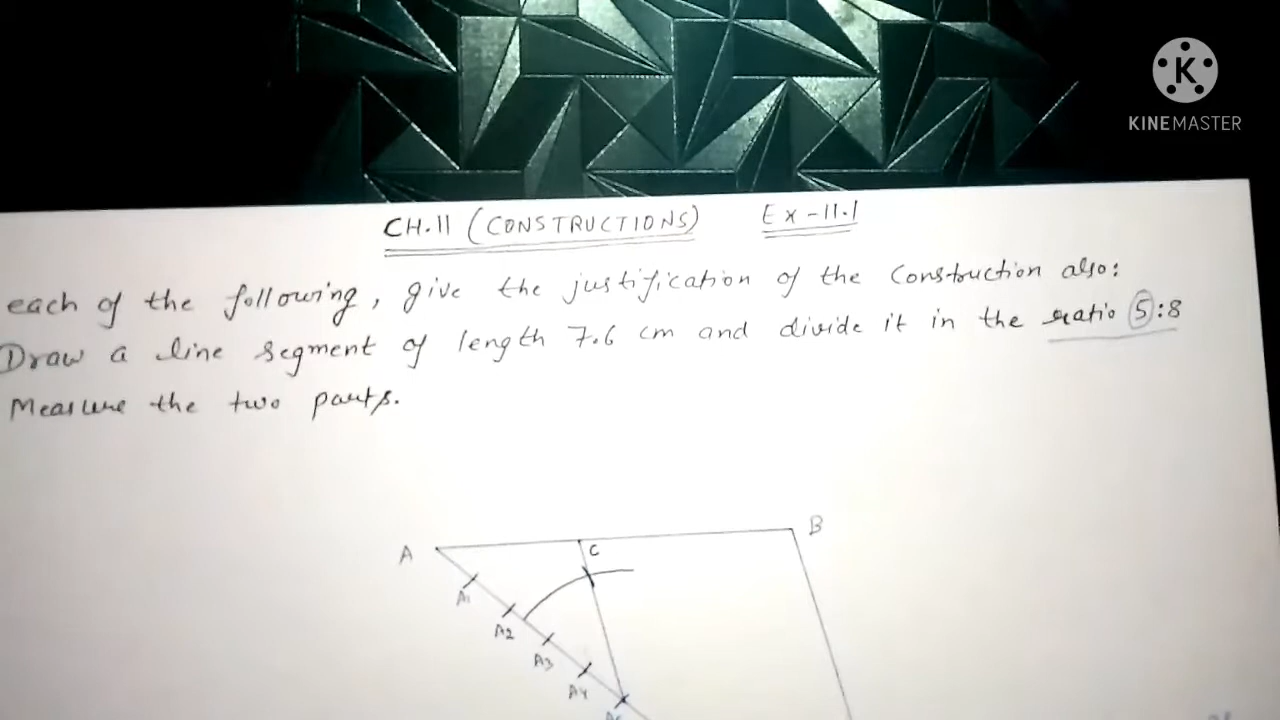 KINEMASTER
CH.11 (CONSTRUCTIONS) Ex-11.1
each of the following, give the justification of the Construction also:
Draw a line segment of length 7.6 cm and divide it in the ratio 5:8
Measure the two parts.
A
C
B
A1
A2
A3
A4